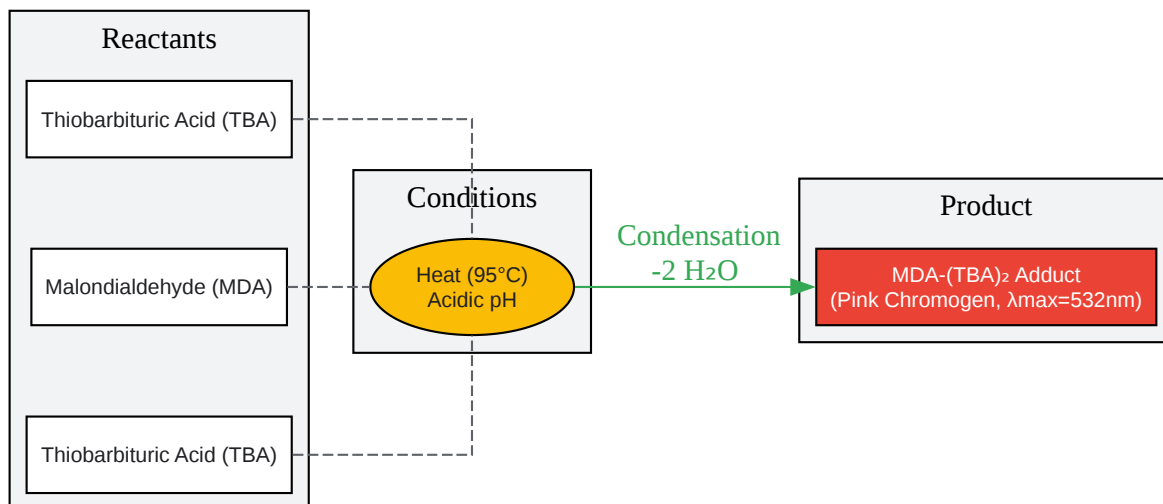 Reactants
Thiobarbituric Acid (TBA)
Malondialdehyde (MDA)
Thiobarbituric Acid (TBA)
Conditions
Heat (95°C)
Acidic pH
Condensation
-2 H₂O
Product
MDA-(TBA)₂ Adduct
(Pink Chromogen, λmax=532nm)